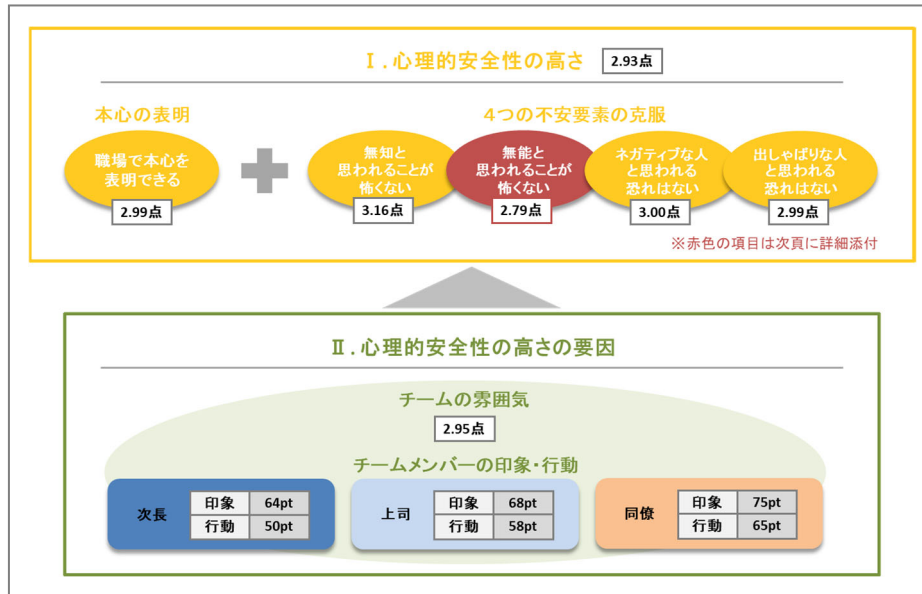 Ⅰ.心理的安全性の高さ 2.93点
本心の表明
4つの不安要素の克服
職場で本心を
表明できる
2.99点
無知と
思われることが
怖くない
3.16点
無能と
思われることが
怖くない
2.79点
ネガティブな人
と思われる
恐れはない
3.00点
出しゃばりな人
と思われる
恐れはない
2.99点
※赤色の項目は次頁に詳細添付
Ⅱ.心理的安全性の高さの要因
チームの雰囲気
2.95点
チームメンバーの印象・行動
次長
印象 64pt
行動 50pt
上司
印象 68pt
行動 58pt
同僚
印象 75pt
行動 65pt